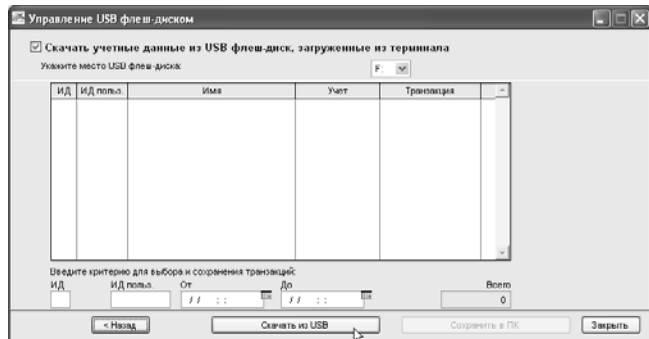 Управление USB флеш-диском
Скачать учетные данные из USB флеш-диск, загруженные из терминала
Укажите место USB флеш-диска: F:
ИД ИД польз. Имя Учет Транзакция
Введите критерию для выбора и сохранения транзакций:
ИД ИД польз. От До Всего
/ / : : / / : : 0
< Назад Скачать из USB Сохранить в ПК Закрыть